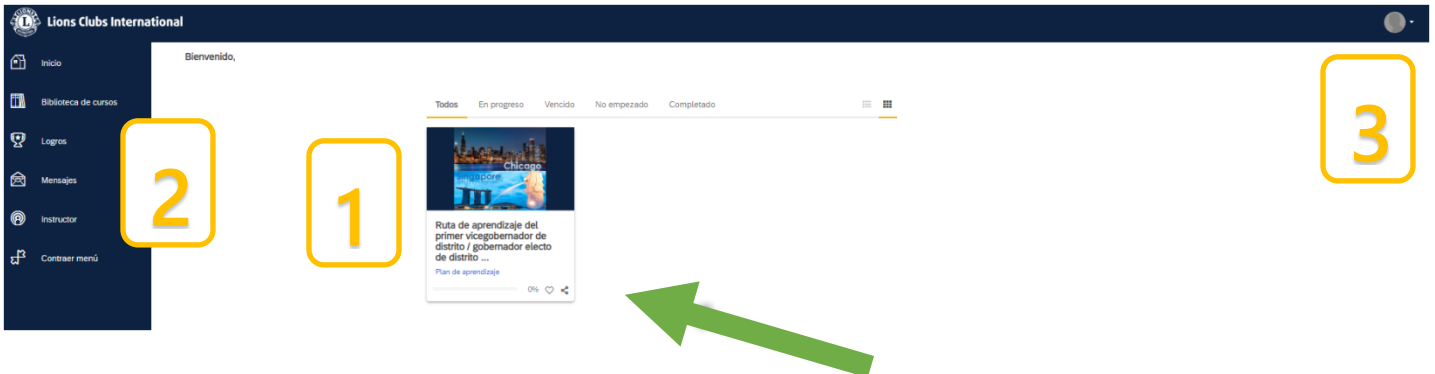 Lions Clubs International
Inicio
Biblioteca de cursos
Logros
Mensajes
Instructor
Contraer menú
2
Bienvenido,
1
Todos En progreso Vencido No empezado Completado
Chicago
Singapore
Ruta de aprendizaje del
primer vicegobernador de
distrito / gobernador electo
de distrito ...
Plan de aprendizaje
0%
3